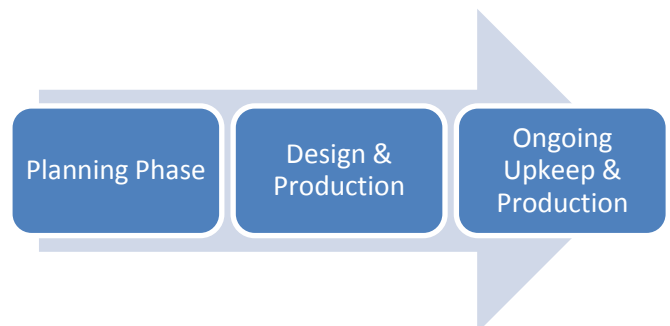 Planning Phase
Design &
Production
Ongoing
Upkeep &
Production